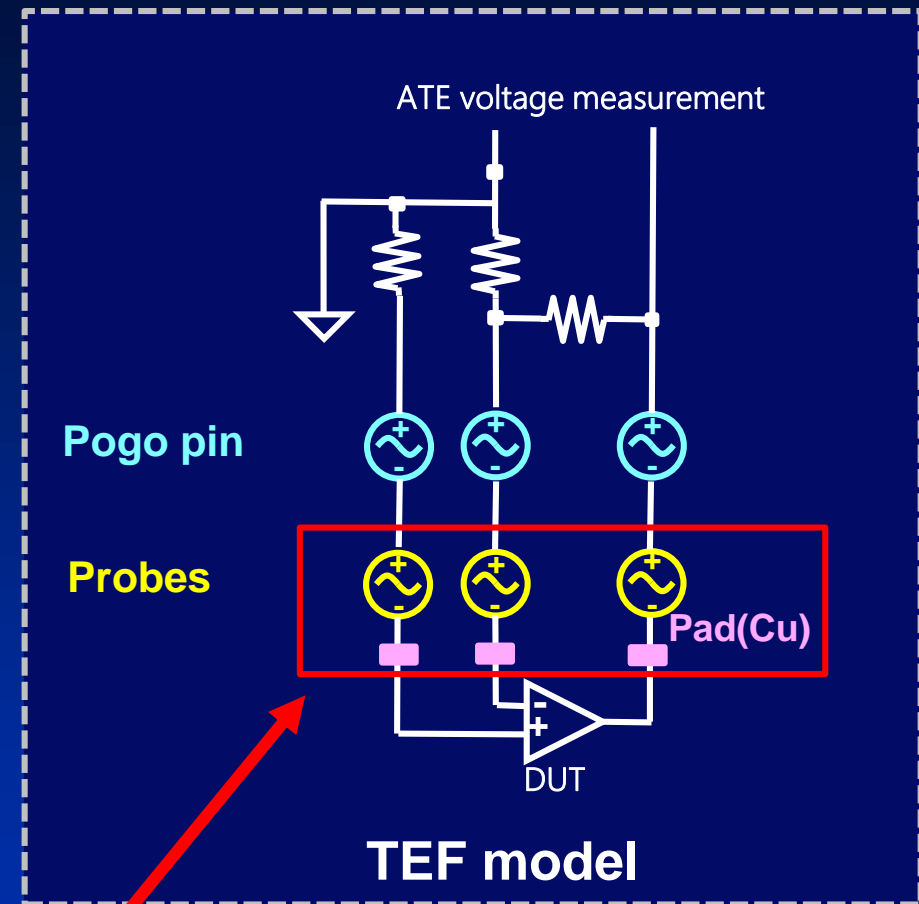 ATE voltage measurement
Pogo pin
+
+
+
-
-
-
Probes
+
+
+
-
-
-
Pad(Cu)
-
+
DUT
TEF model